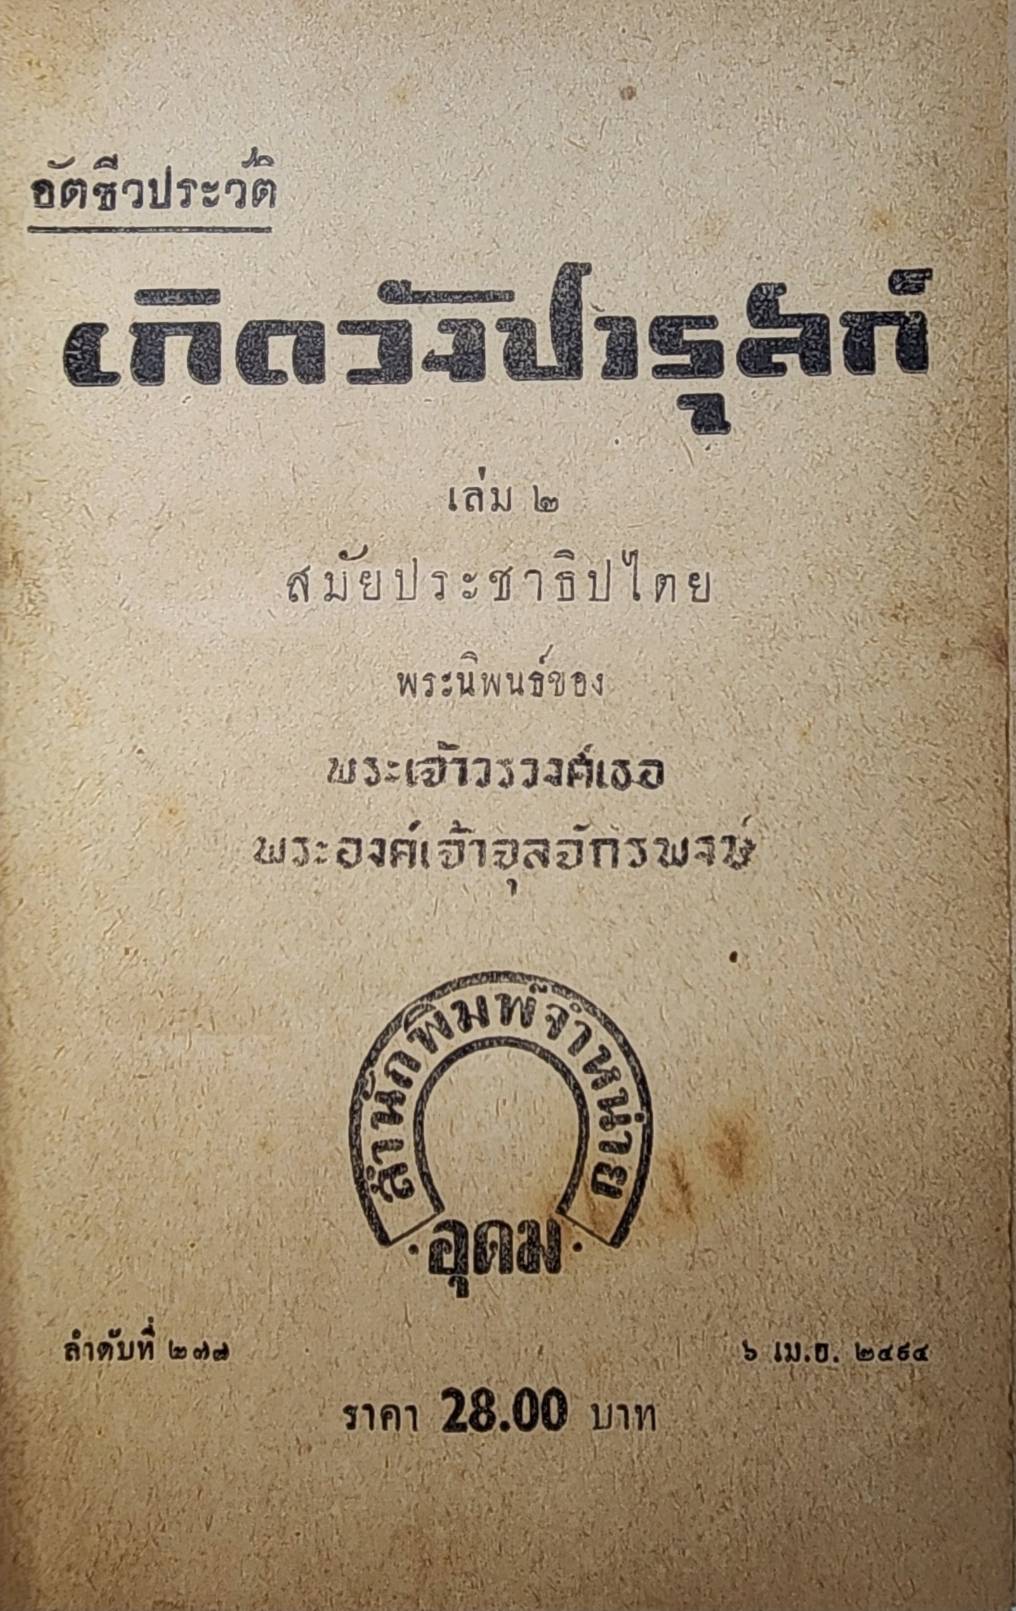 อัตชีวประวัติ
เกิดวังปารุสก์
เล่ม ๒
สมัยประชาธิปไตย
พระนิพนธ์ของ
พระเจ้าวรวงศ์เธอ
พระองค์เจ้าจุลจักรพงษ์
สำนักพิมพ์จำหน่าย
อุดม
ลำดับที่ ๒๗๘
๖ เม.ย. ๒๔๙๔
ราคา 28.00 บาท